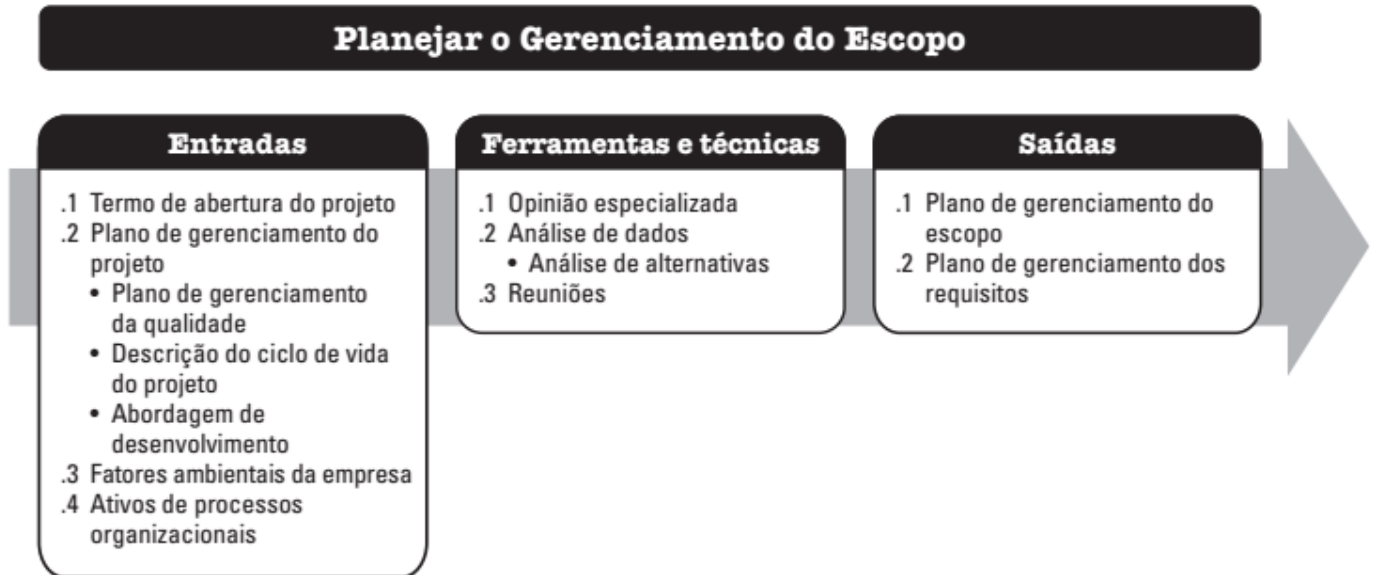 Planejar o Gerenciamento do Escopo
Entradas
.1 Termo de abertura do projeto
.2 Plano de gerenciamento do
projeto
• Plano de gerenciamento
da qualidade
• Descrição do ciclo de vida
do projeto
• Abordagem de
desenvolvimento
.3 Fatores ambientais da empresa
.4 Ativos de processos
organizacionais
Ferramentas e técnicas
.1 Opinião especializada
.2 Análise de dados
• Análise de alternativas
.3 Reuniões
Saídas
.1 Plano de gerenciamento do
escopo
.2 Plano de gerenciamento dos
requisitos